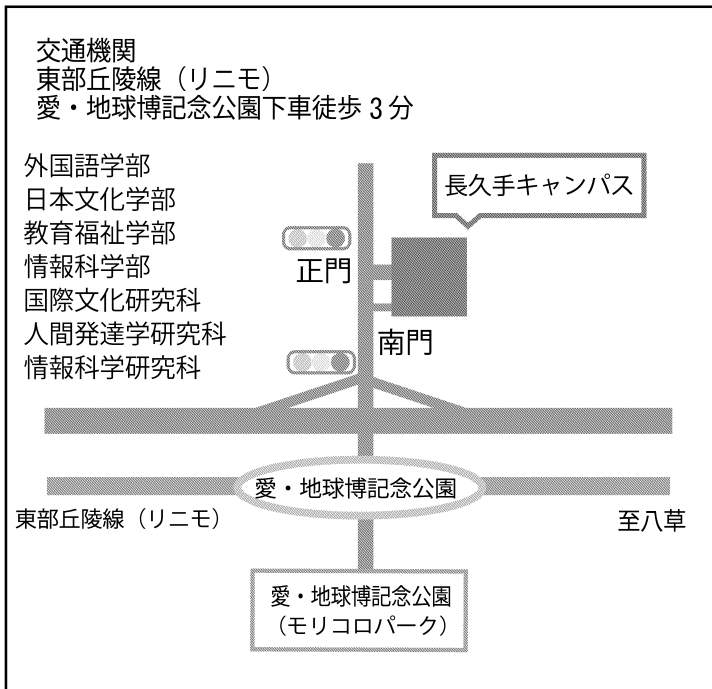 交通機関
東部丘陵線（リニモ）
愛・地球博記念公園下車徒歩 3 分
外国語学部
日本文化学部
教育福祉学部
情報科学部
国際文化研究科
人間発達学研究科
情報科学研究科
長久手キャンパス
正門
南門
愛・地球博記念公園
東部丘陵線（リニモ）
至八草
愛・地球博記念公園
（モリコロパーク）